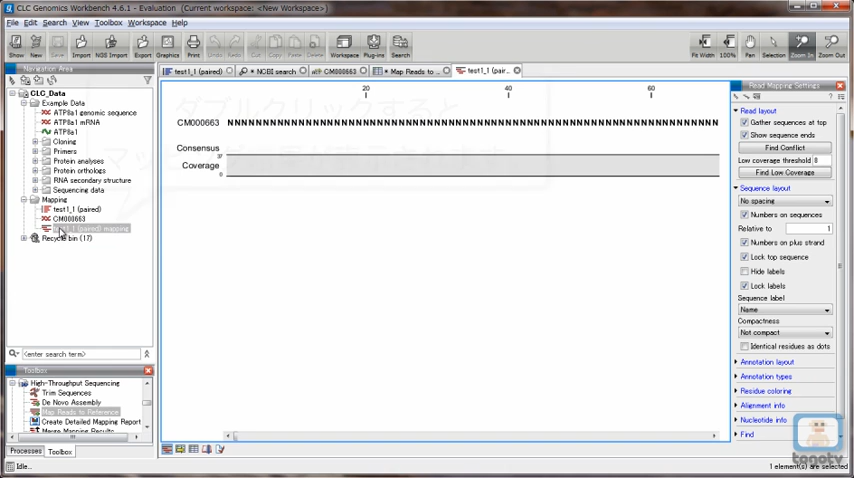 CLC Genomics Workbench 4.6.1 - Evaluation (Current workspace: <New Workspace>)
File Edit Search View Toolbox Workspace Help
Show New Import NGS Import Export Graphics Print Undo Redo Cut Copy Paste Delete Workspace Plug-ins Search Fit Width 100% Pan Selection Zoom In Zoom Out
Navigation Area
CLC_Data
Example Data
ATP8a1 genomic sequence
ATP8a1 mRNA
ATP8a1
Cloning
Primers
Protein analyses
Protein orthologs
RNA secondary structure
Sequencing data
Mapping
test1_1 (paired)
CM000663
test1_1 (paired) mapping
Recycle bin (17)
<enter search term>
Toolbox
High-Throughput Sequencing
Trim Sequences
De Novo Assembly
Map Reads to Reference
Create Detailed Mapping Report
Merge Mapping Results
Processes Toolbox
Idle...
test1_1 (paired) * NCBI search CM000663 * Map Reads to ... test1_1 (pair...
ダブルクリックすると
20 40 60
CM000663 NNNNNNNNNNNNNNNNNNNNNNNNNNNNNNNNNNNNNNNNNNNNNNNNNNNNNNNNNNNNNNNNNNNNN
Consensus
37
Coverage
0
Read Mapping Settings
Read layout
Gather sequences at top
Show sequence ends
Find Conflict
Low coverage threshold 8
Find Low Coverage
Sequence layout
No spacing
Numbers on sequences
Relative to 1
Numbers on plus strand
Lock top sequence
Hide labels
Lock labels
Sequence label
Name
Compactness
Not compact
Identical residues as dots
Annotation layout
Annotation types
Residue coloring
Alignment info
Nucleotide info
Find
togotv
1 element(s) are selected